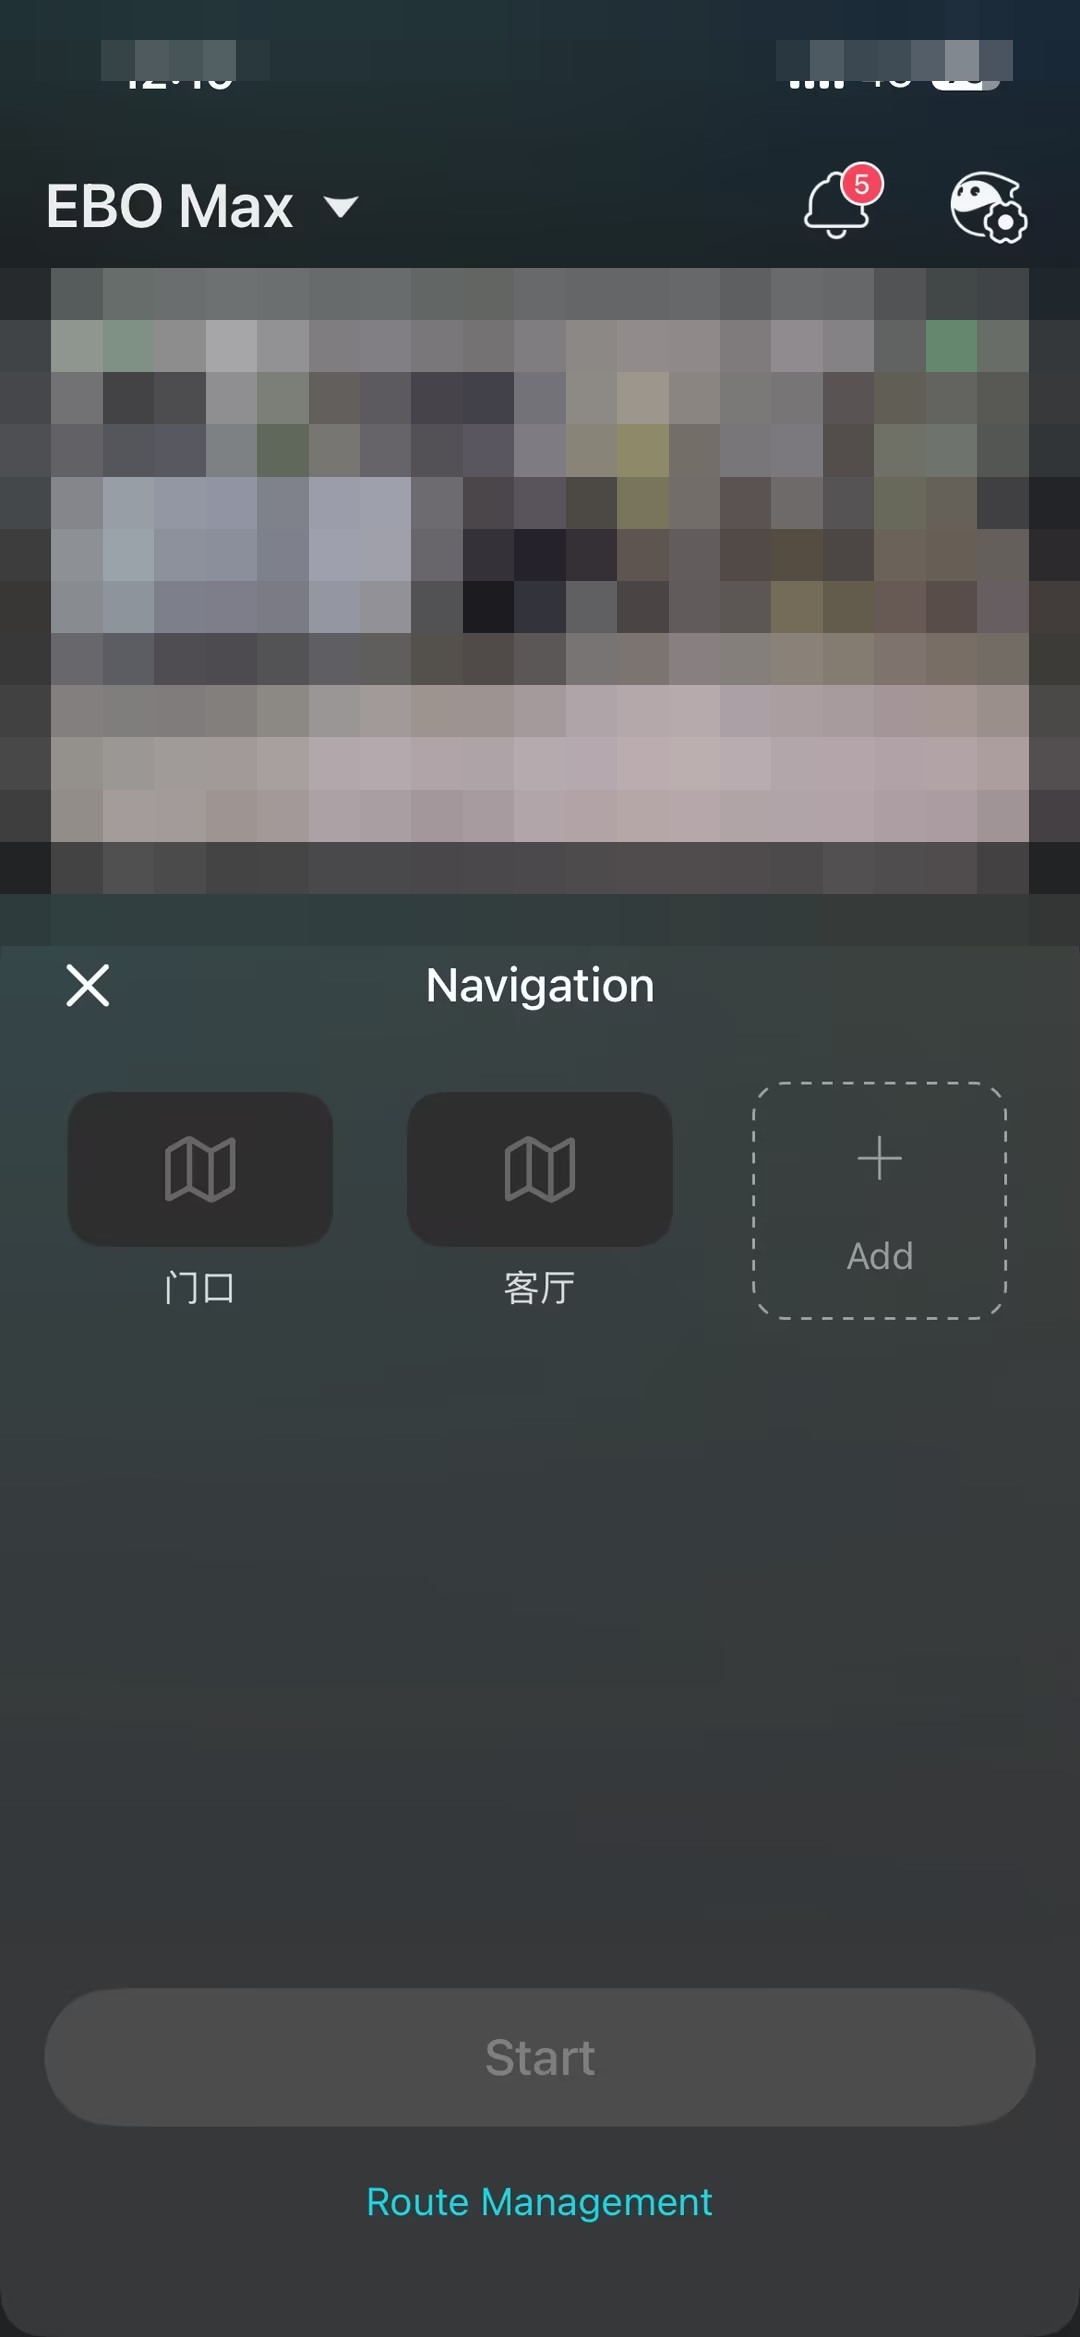 EBO Max
5
Navigation
门口
客厅
Add
Start
Route Management